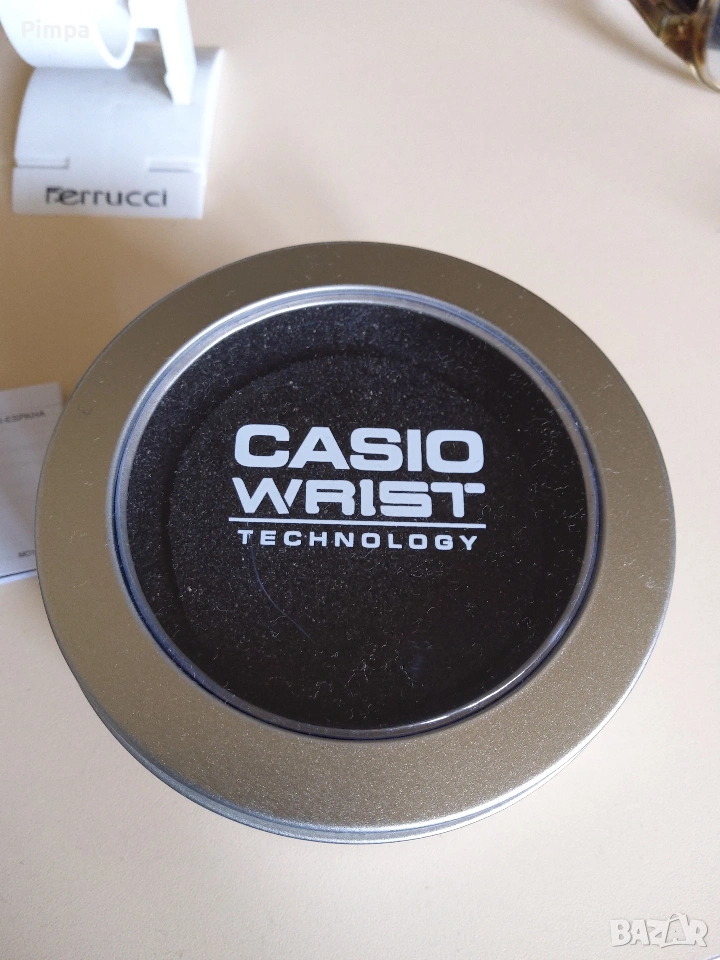 Pimpa
Ferrucci
CASIO
WRIST
TECHNOLOGY
BAZAR